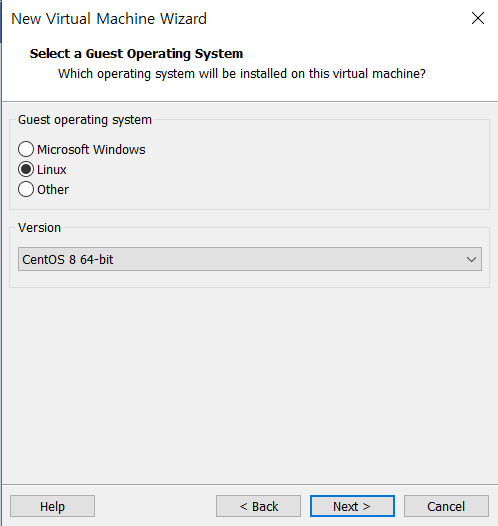 New Virtual Machine Wizard
Select a Guest Operating System
Which operating system will be installed on this virtual machine?
Guest operating system
Microsoft Windows
Linux
Other
Version
CentOS 8 64-bit
Help
< Back
Next >
Cancel